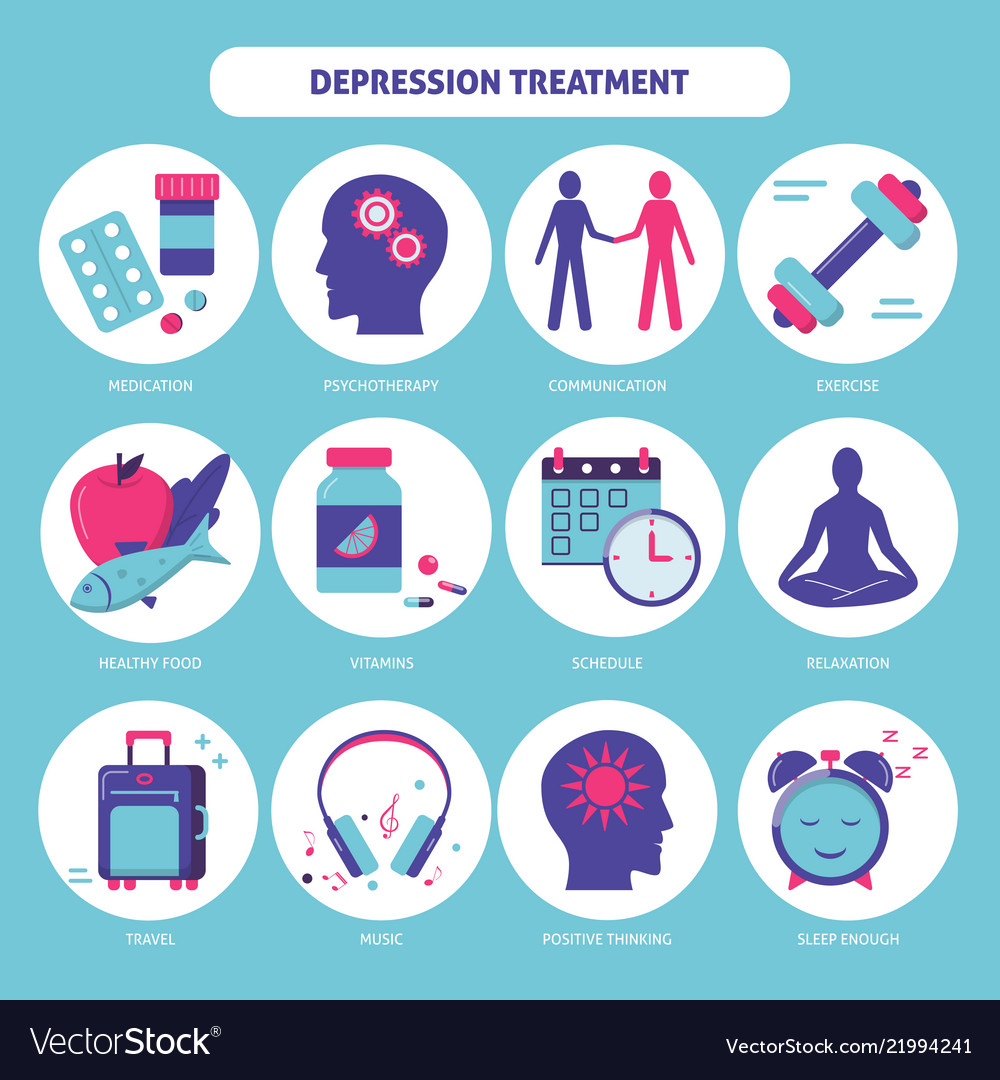 DEPRESSION TREATMENT
MEDICATION
PSYCHOTHERAPY
COMMUNICATION
EXERCISE
HEALTHY FOOD
VITAMINS
SCHEDULE
RELAXATION
TRAVEL
MUSIC
POSITIVE THINKING
SLEEP ENOUGH
Z
Z
Z
VectorStock®
VectorStock.com/21994241